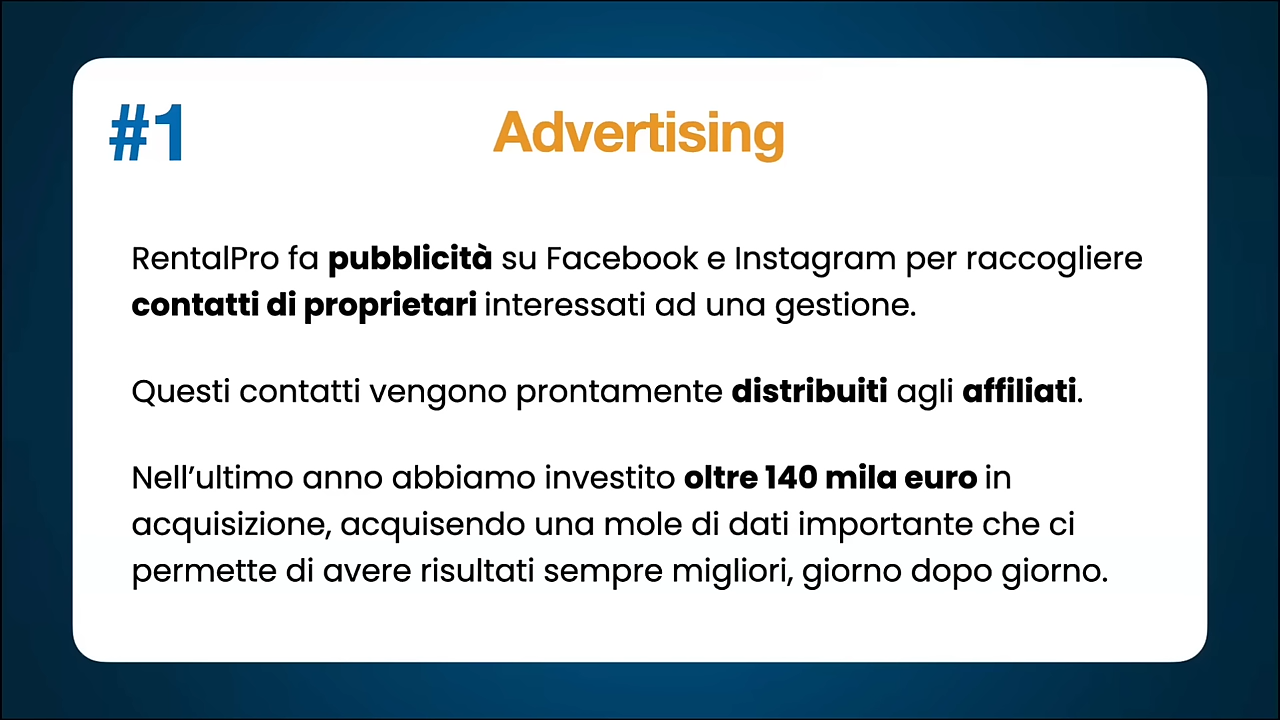 #1
Advertising
RentalPro fa pubblicità su Facebook e Instagram per raccogliere
contatti di proprietari interessati ad una gestione.
Questi contatti vengono prontamente distribuiti agli affiliati.
Nell’ultimo anno abbiamo investito oltre 140 mila euro in
acquisizione, acquisendo una mole di dati importante che ci
permette di avere risultati sempre migliori, giorno dopo giorno.